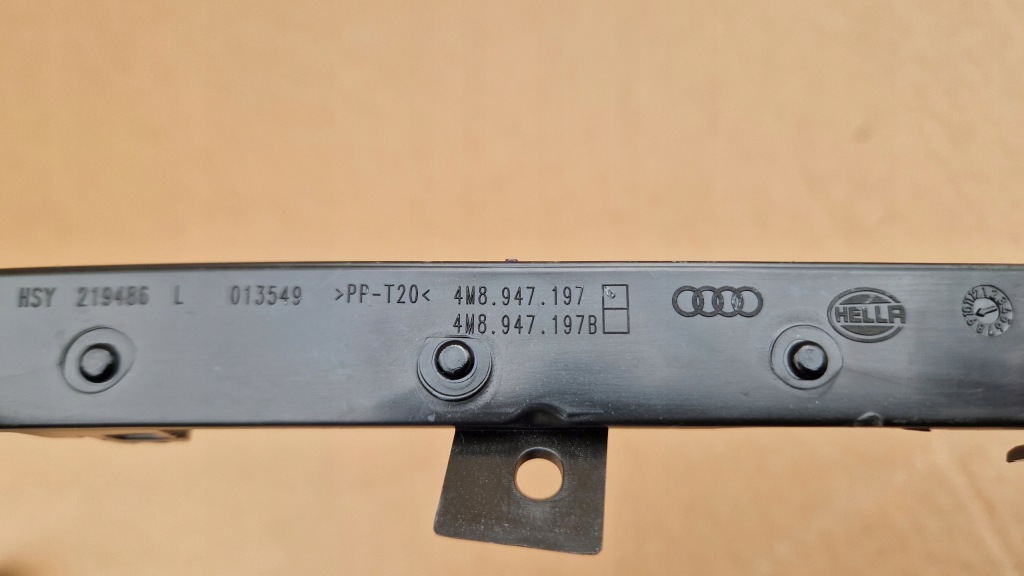 HSY 219486 L 013549 >PP-T20< 4M8.947.197
4M8.947.197B
HELLA